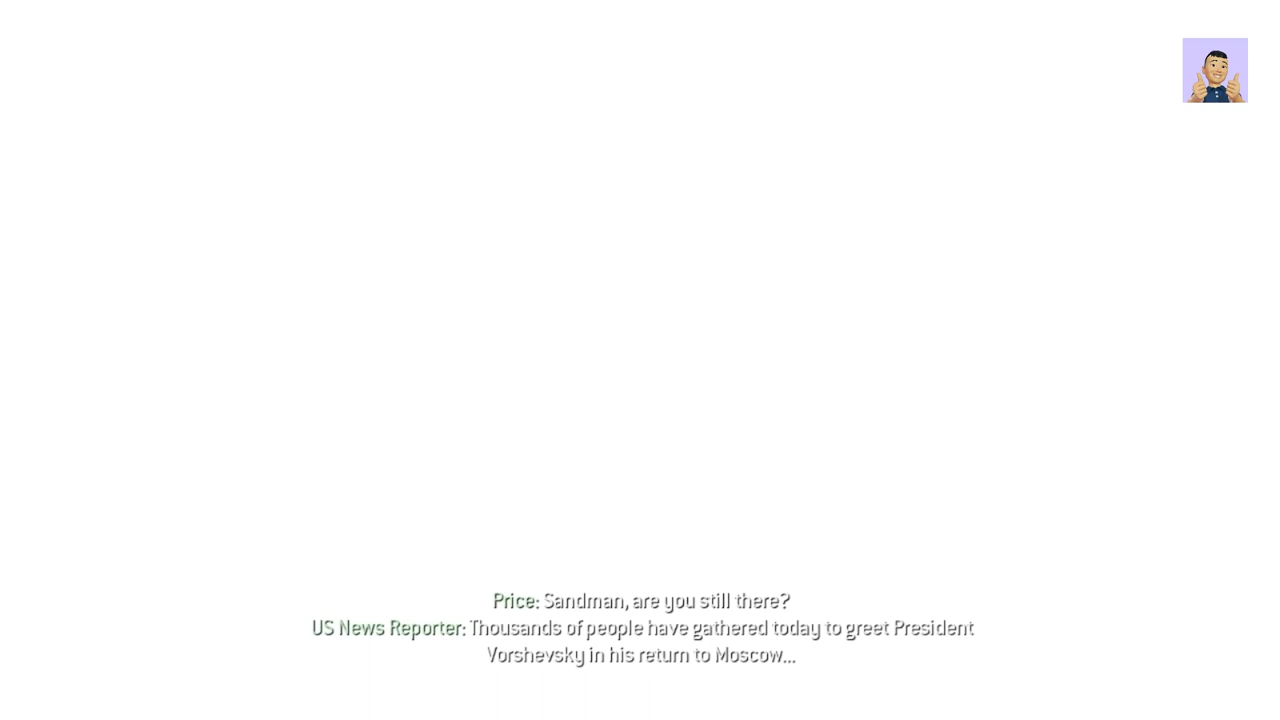 Price: Sandman, are you still there?
US News Reporter: Thousands of people have gathered today to greet President
Vorshevsky in his return to Moscow...